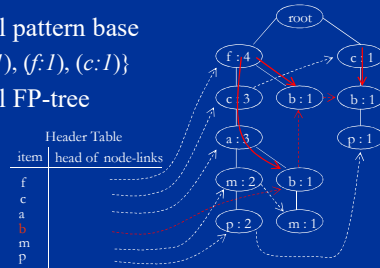 l pattern base
l), (f:1), (c:1)}
l FP-tree
Header Table
item head of node-links
f
c
a
b
m
p
root
f : 4
c : 1
c : 3
b : 1
b : 1
a : 3
p : 1
m : 2
b : 1
p : 2
m : 1